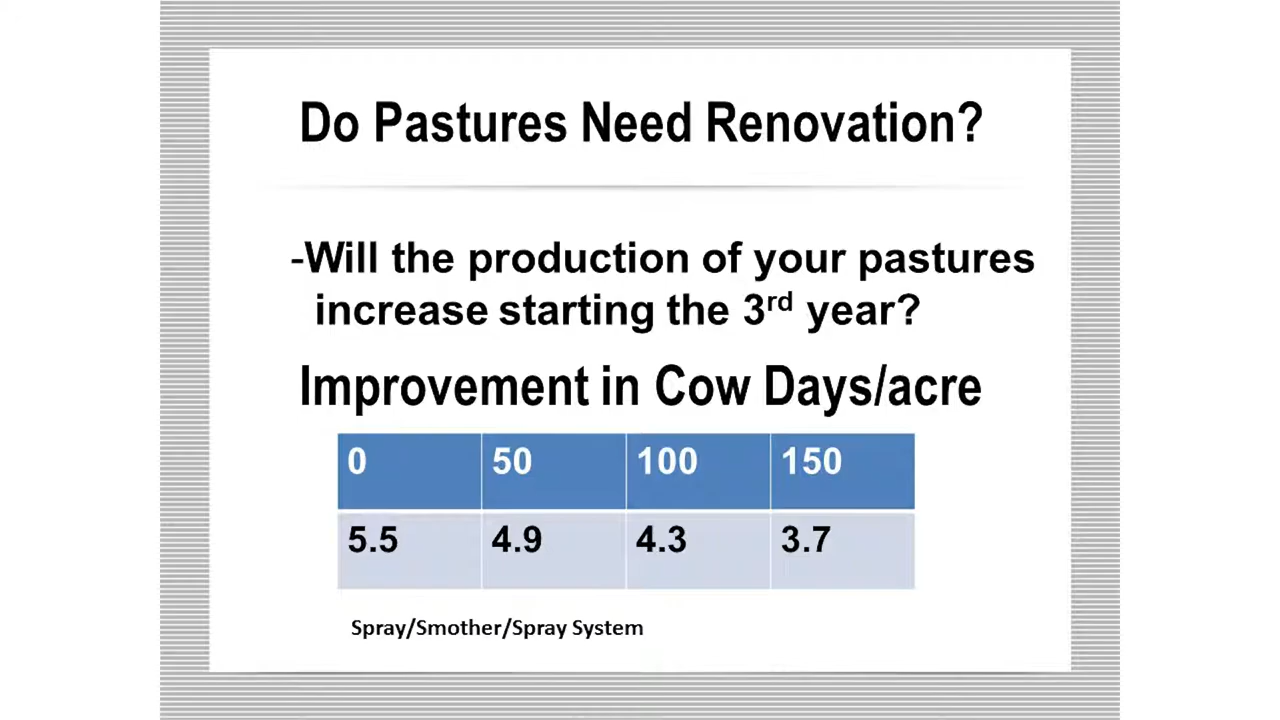 Do Pastures Need Renovation?
-Will the production of your pastures
increase starting the 3rd year?
Improvement in Cow Days/acre
0 50 100 150
5.5 4.9 4.3 3.7
Spray/Smother/Spray System